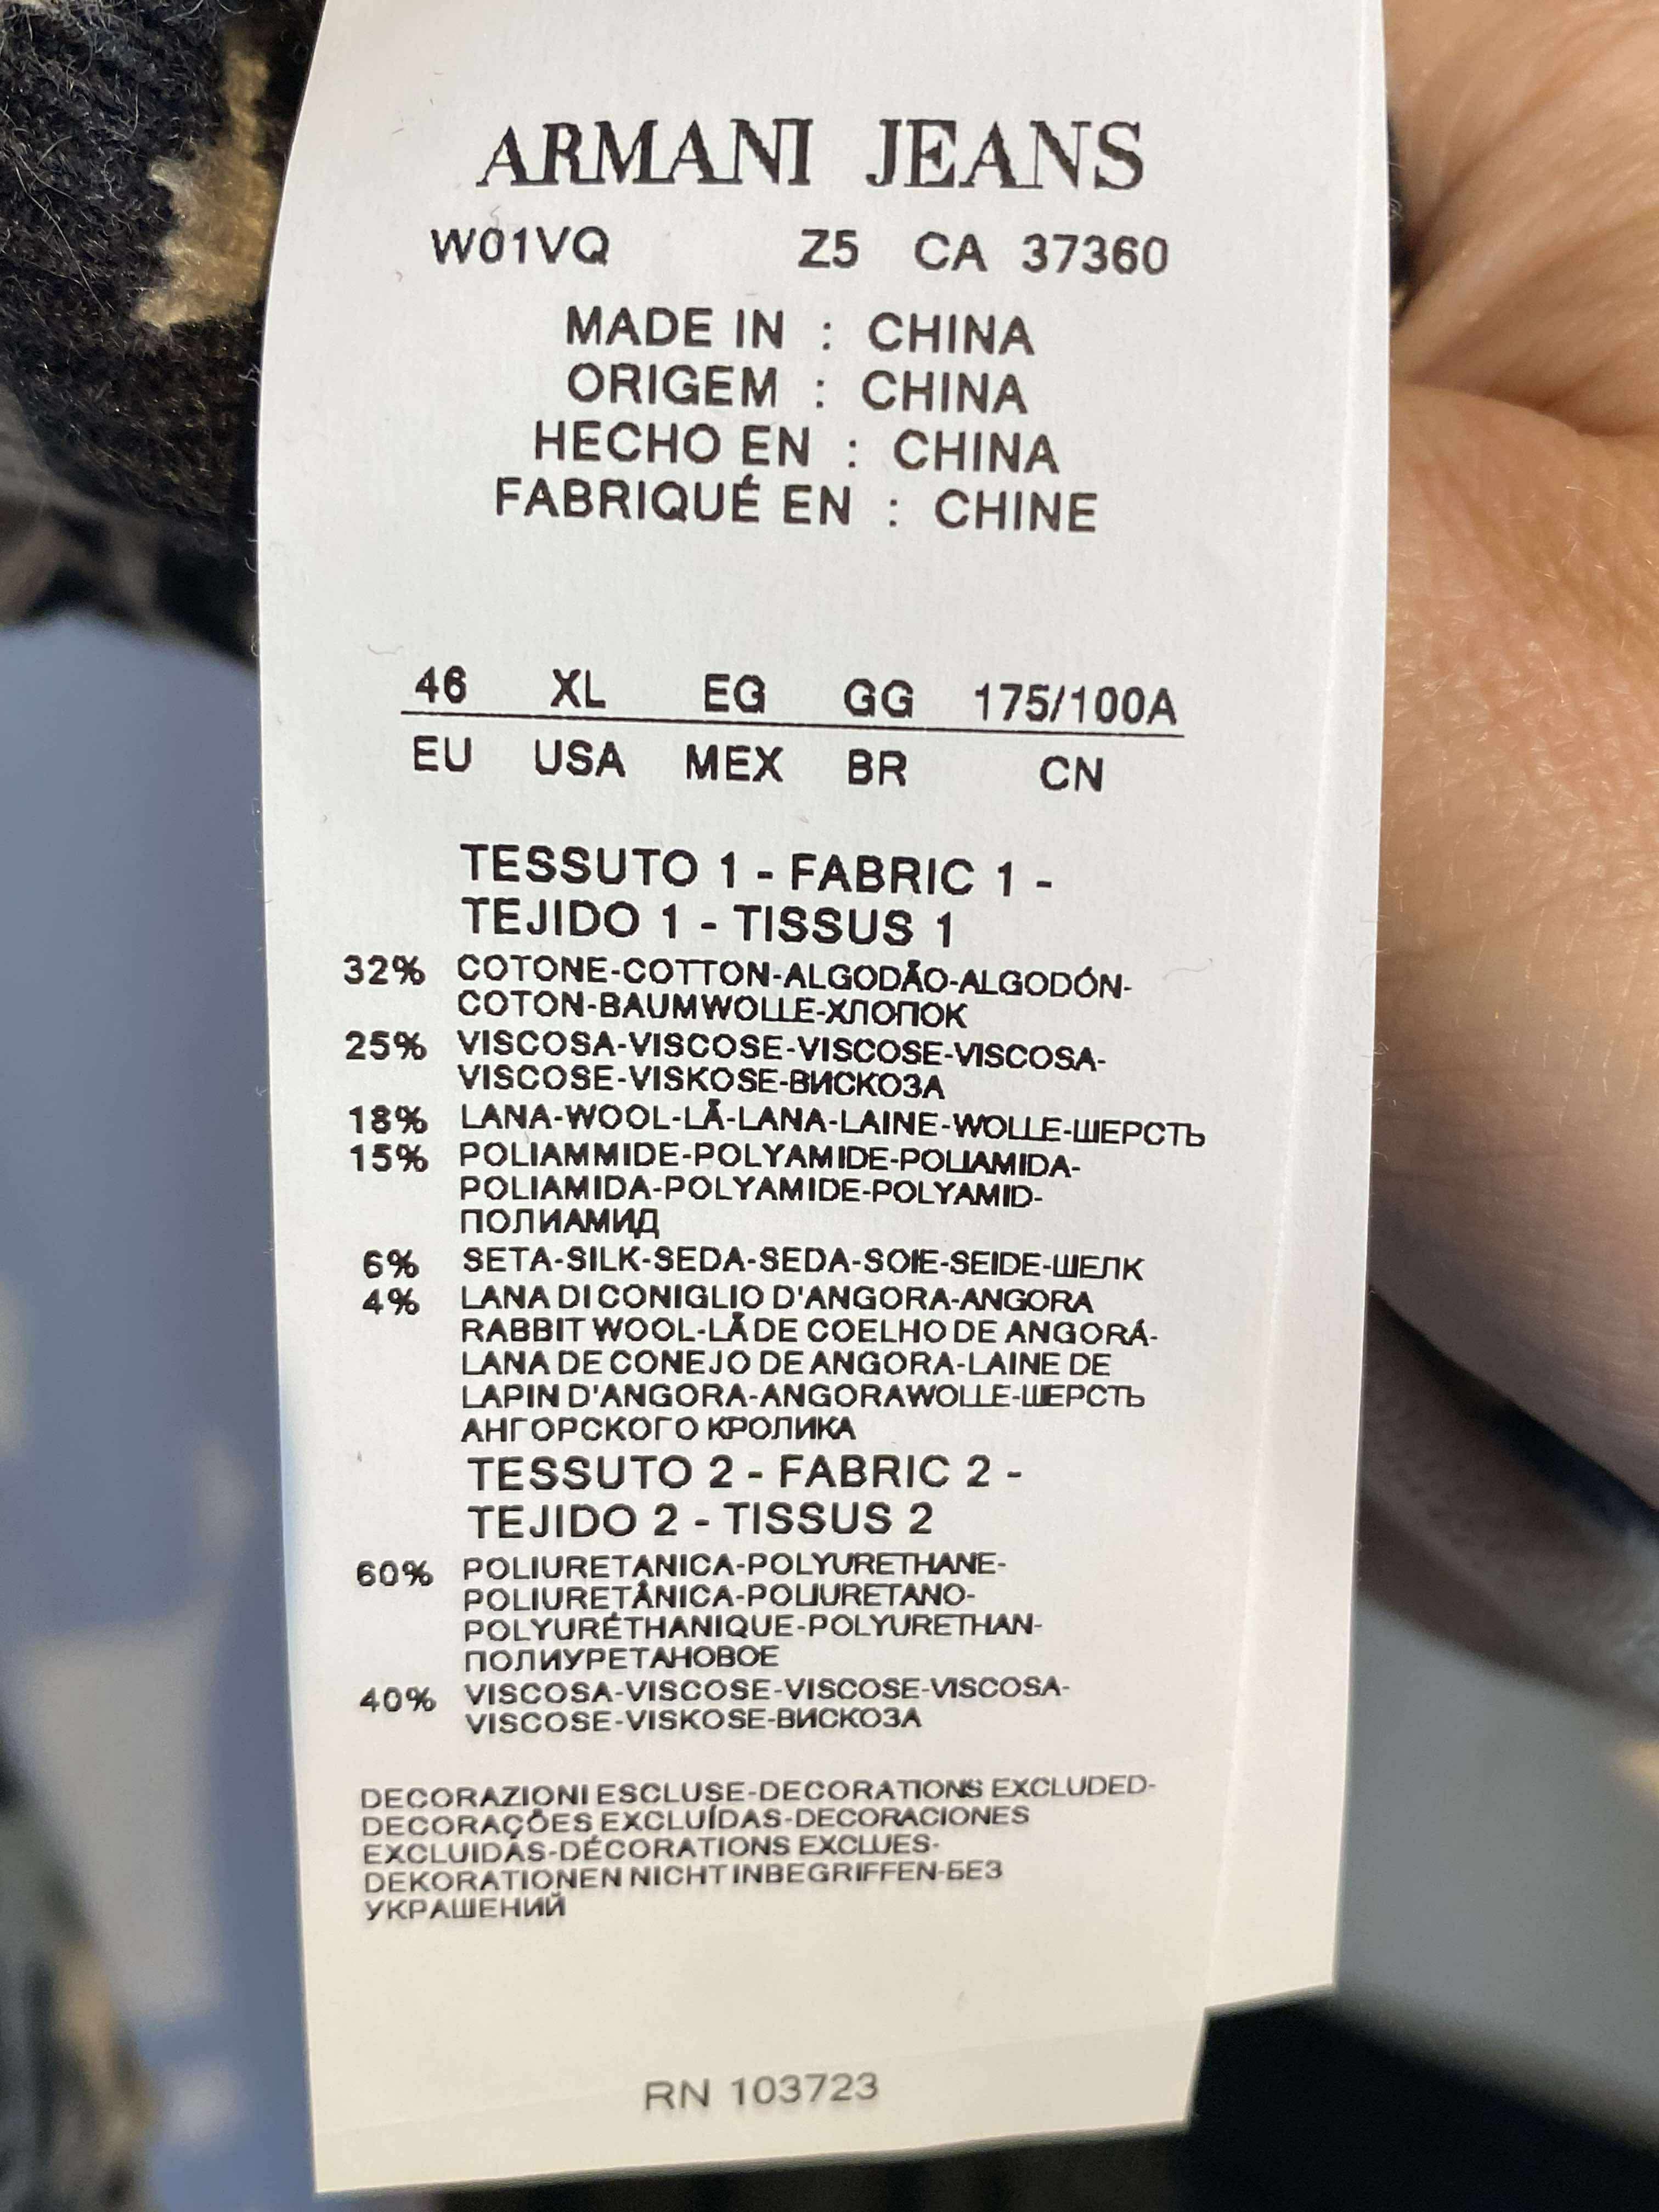 ARMANI JEANS
W01VQ Z5 CA 37360
MADE IN : CHINA
ORIGEM : CHINA
HECHO EN : CHINA
FABRIQUÉ EN : CHINE
46 XL EG GG 175/100A
EU USA MEX BR CN
TESSUTO 1 - FABRIC 1 -
TEJIDO 1 - TISSUS 1
32% COTONE-COTTON-ALGODÃO-ALGODÓN-
COTON-BAUMWOLLE-ХЛОПОК
25% VISCOSA-VISCOSE-VISCOSE-VISCOSA-
VISCOSE-VISKOSE-ВИСКОЗА
18% LANA-WOOL-LÃ-LANA-LAINE-WOLLE-ШЕРСТЬ
15% POLIAMMIDE-POLYAMIDE-POLIAMIDA-
POLIAMIDA-POLYAMIDE-POLYAMID-
ПОЛИАМИД
6% SETA-SILK-SEDA-SEDA-SOIE-SEIDE-ШЕЛК
4% LANA DI CONIGLIO D'ANGORA-ANGORA
RABBIT WOOL-LÃ DE COELHO DE ANGORÁ-
LANA DE CONEJO DE ANGORA-LAINE DE
LAPIN D'ANGORA-ANGORAWOLLE-ШЕРСТЬ
АНГОРСКОГО КРОЛИКА
TESSUTO 2 - FABRIC 2 -
TEJIDO 2 - TISSUS 2
60% POLIURETANICA-POLYURETHANE-
POLIURETÂNICA-POLIURETANO-
POLYURÉTHANIQUE-POLYURETHAN-
ПОЛИУРЕТАНОВОЕ
40% VISCOSA-VISCOSE-VISCOSE-VISCOSA-
VISCOSE-VISKOSE-ВИСКОЗА
DECORAZIONI ESCLUSE-DECORATIONS EXCLUDED-
DECORAÇÕES EXCLUÍDAS-DECORACIONES
EXCLUIDAS-DÉCORATIONS EXCLUES-
DEKORATIONEN NICHT INBEGRIFFEN-БЕЗ
УКРАШЕНИЙ
RN 103723